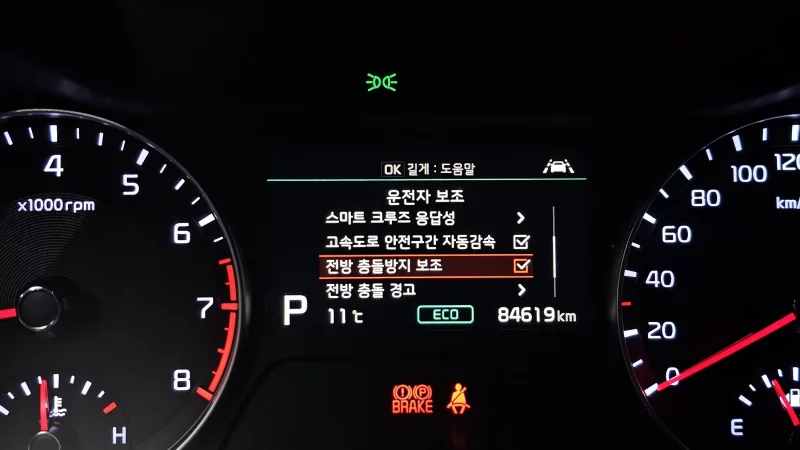 OK 길게 : 도움말
운전자 보조
스마트 크루즈 응답성
고속도로 안전구간 자동감속
전방 충돌방지 보조
전방 충돌 경고
P 11℃ ECO 84619km
4
5
6
7
8
x1000rpm
H
BRAKE
P
120
100
80
60
40
20
0
km/
E